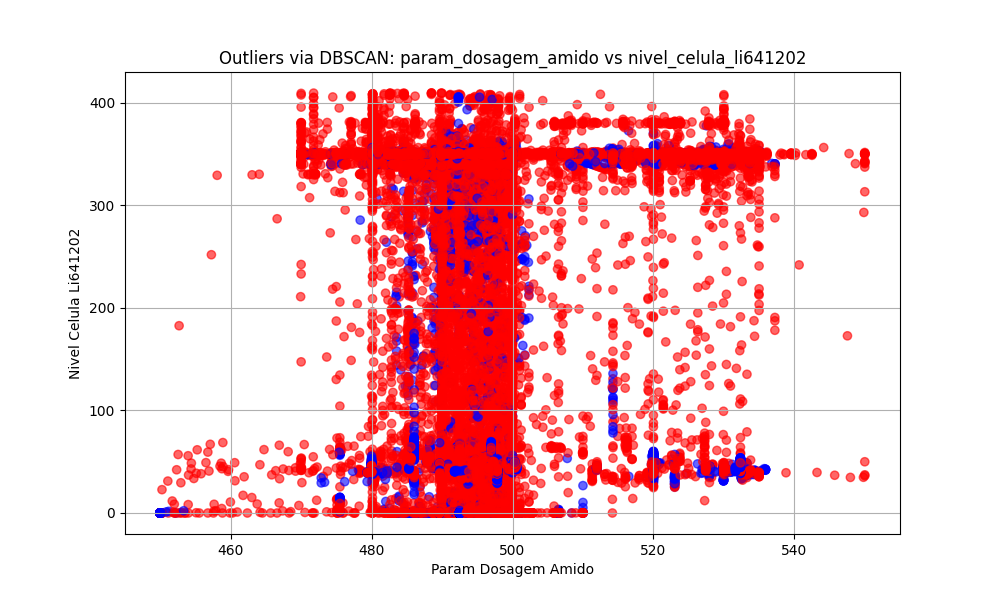 Outliers via DBSCAN: param_dosagem_amido vs nivel_celula_li641202
400
300
200
100
0
Nivel Celula Li641202
460 480 500 520 540
Param Dosagem Amido